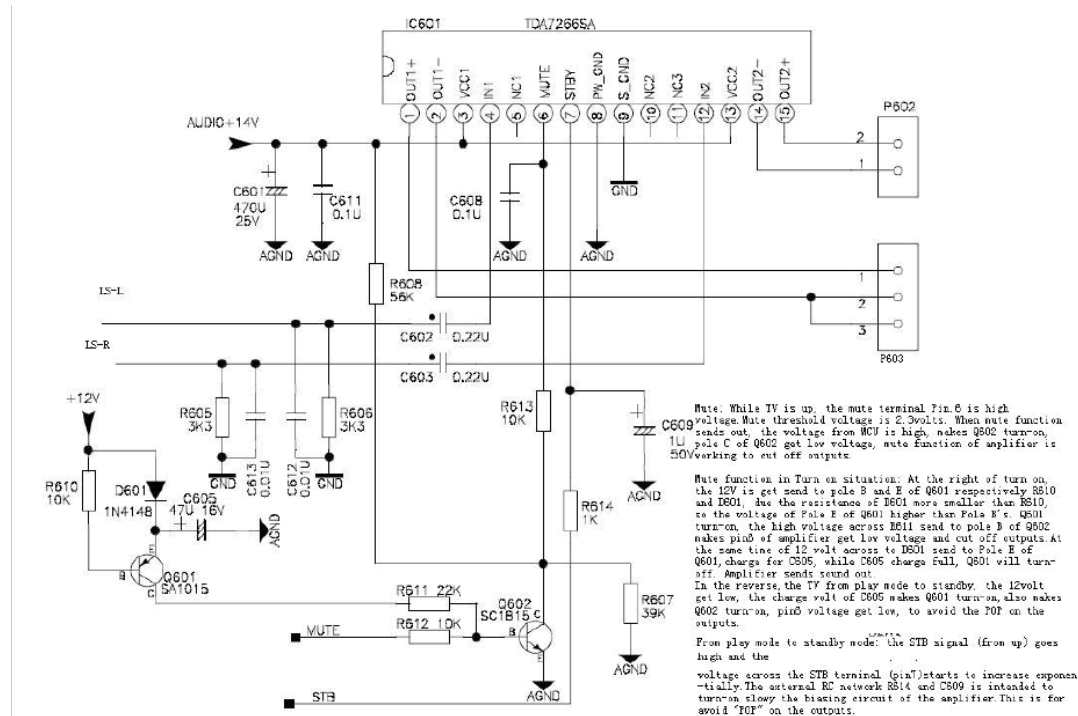 IC601 TDA7266SA
OUT1+ OUT1- VCC1 IN1 NC1 MUTE STBY PW_GND S_GND NC2 NC3 IN2 VCC2 OUT2- OUT2+
1 2 3 4 5 6 7 8 9 10 11 12 13 14 15
P602
2
1
AUDIO+14V
C601
470U
25V
C611
0.1U
C608
0.1U
GND
AGND AGND AGND AGND
R608
56K
1
2
3
P603
LS-L
C602 0.22U
LS-R
C603 0.22U
+12V
R605
3K3
C613
0.01U
C612
0.01U
R606
3K3
GND GND
R613
10K
C609
1U
50V
AGND
R610
10K
D601
1N4148
C605
47U 16V
AGND
R614
1K
E
B
C
Q601
SA1015
R611 22K
R612 10K
MUTE
Q602
SC1815
C
B
E
R607
39K
AGND
AGND
STB
Mute: While TV is up, the mute terminal Pin.6 is high
voltage.Mute threshold voltage is 2.3volts. When mute function
sends out, the voltage from MCU is high, makes Q602 turn-on,
pole C of Q602 get low voltage, mute function of amplifier is
working to cut off outputs.
Mute function in Turn on situation: At the right of turn on,
the 12V is get send to pole B and E of Q601 respectively R610
and D601, due the resistance of D601 more smaller than R610,
so the voltage of Pole E of Q601 higher than Pole B's. Q601
turn-on, the high voltage across R611 send to pole B of Q602
makes pin6 of amplifier get low voltage and cut off outputs.At
the same time of 12 volt across to D601 send to Pole E of
Q601,charge for C605, while C605 charge full, Q601 will turn-
off. Amplifier sends sound out.
In the reverse,the TV from play mode to standby, the 12volt
get low, the charge volt of C605 makes Q601 turn-on,also makes
Q602 turn-on, pin6 voltage get low, to avoid the POP on the
outputs.
From play mode to standby mode: the STB signal (from up) goes
high and the
voltage across the STB terminal (pin7)starts to increase exponen
-tially.The external RC network R614 and C609 is intended to
turn-on slowy the biasing circuit of the amplifier.This is for
avoid "POP" on the outputs.